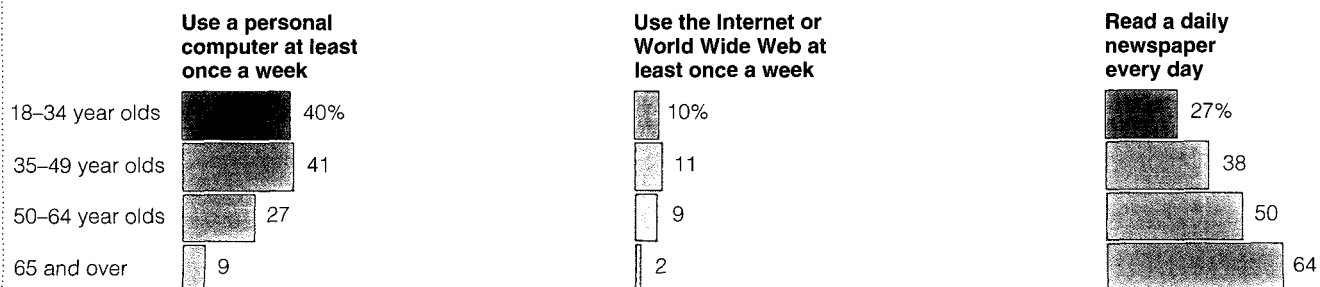 Use a personal
computer at least
once a week
Use the Internet or
World Wide Web at
least once a week
Read a daily
newspaper
every day
18–34 year olds 40% 10% 27%
35–49 year olds 41 11 38
50–64 year olds 27 9 50
65 and over 9 2 64